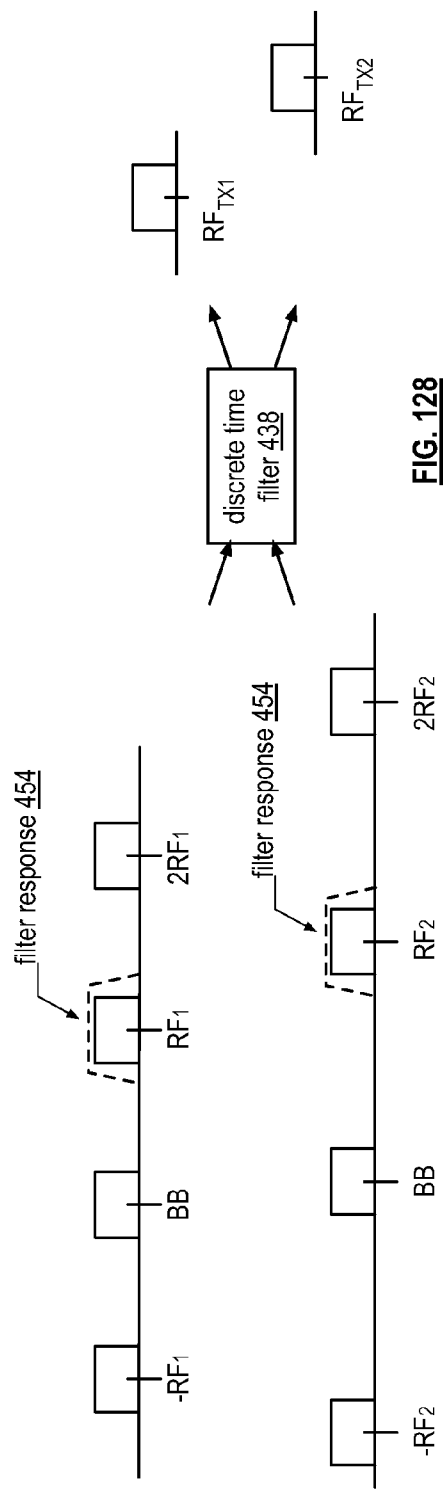 filter response 454
-RF1
BB
RF1
2RF1
filter response 454
-RF2
BB
RF2
2RF2
discrete time
filter 438
RFTX1
RFTX2
FIG. 128